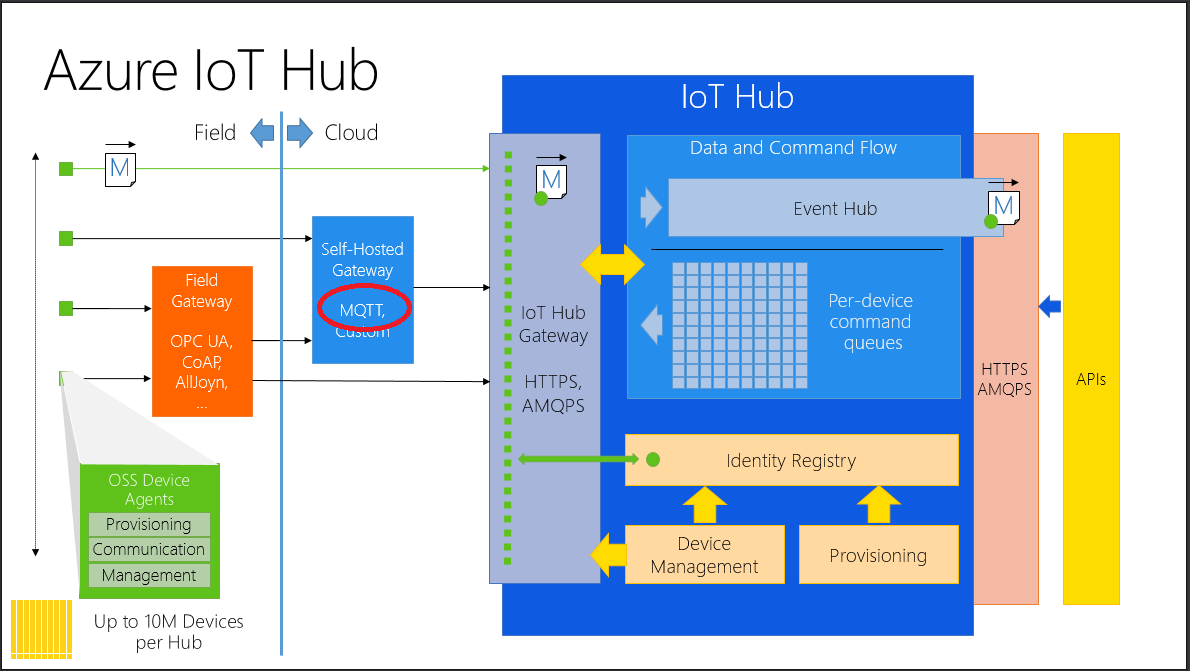 Azure IoT Hub
Field
Cloud
M
Self-Hosted
Gateway
MQTT,
Custom
Field
Gateway
OPC UA,
CoAP,
AllJoyn,
...
OSS Device
Agents
Provisioning
Communication
Management
Up to 10M Devices
per Hub
IoT Hub
M
IoT Hub
Gateway
HTTPS,
AMQPS
Data and Command Flow
Event Hub
M
Per-device
command
queues
Identity Registry
Device
Management
Provisioning
HTTPS
AMQPS
APIs